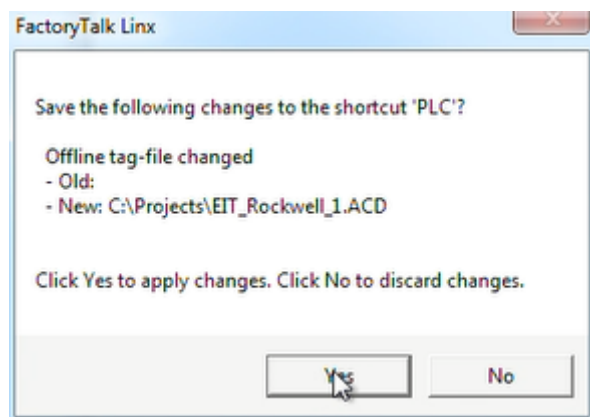 FactoryTalk Linx
Save the following changes to the shortcut 'PLC'?
Offline tag-file changed
- Old:
- New: C:\Projects\EIT_Rockwell_1.ACD
Click Yes to apply changes. Click No to discard changes.
Yes
No